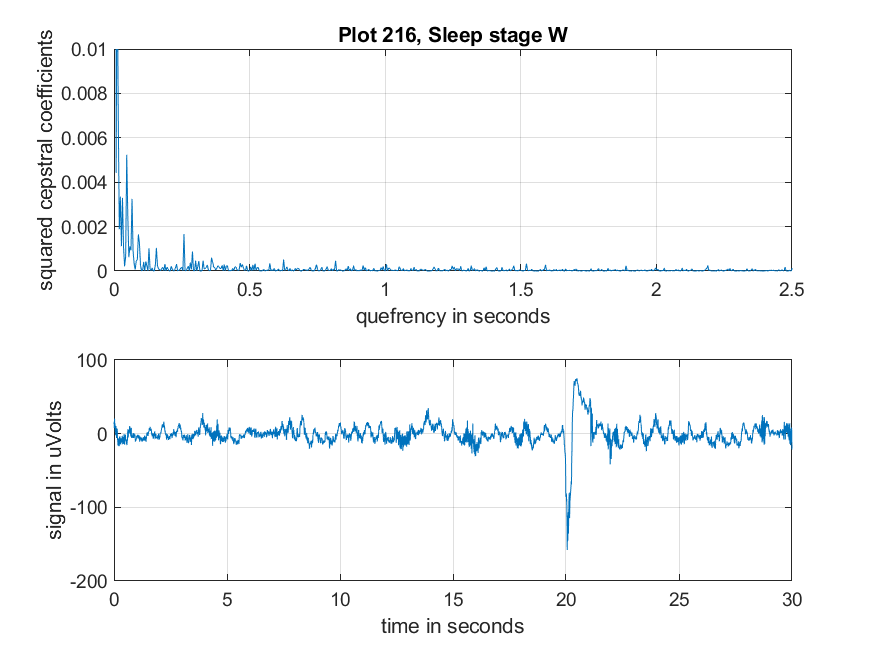 Plot 216, Sleep stage W
squared cepstral coefficients
0.01
0.008
0.006
0.004
0.002
0
0 0.5 1 1.5 2 2.5
quefrency in seconds
signal in uVolts
100
0
-100
-200
0 5 10 15 20 25 30
time in seconds